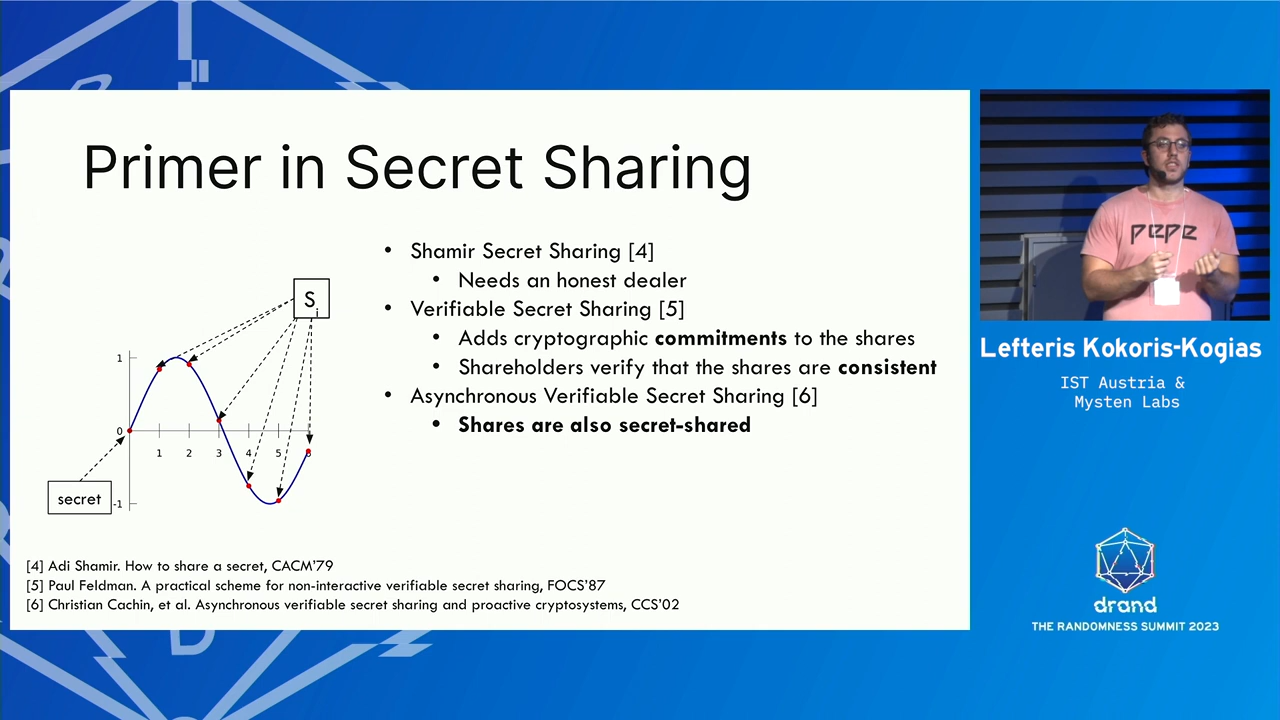 Primer in Secret Sharing
• Shamir Secret Sharing [4]
• Needs an honest dealer
• Verifiable Secret Sharing [5]
• Adds cryptographic commitments to the shares
• Shareholders verify that the shares are consistent
• Asynchronous Verifiable Secret Sharing [6]
• Shares are also secret-shared
Si
1
0
-1
1 2 3 4 5 6
secret
[4] Adi Shamir. How to share a secret, CACM'79
[5] Paul Feldman. A practical scheme for non-interactive verifiable secret sharing, FOCS'87
[6] Christian Cachin, et al. Asynchronous verifiable secret sharing and proactive cryptosystems, CCS'02
pepe
Lefteris Kokoris-Kogias
IST Austria &
Mysten Labs
drand
THE RANDOMNESS SUMMIT 2023